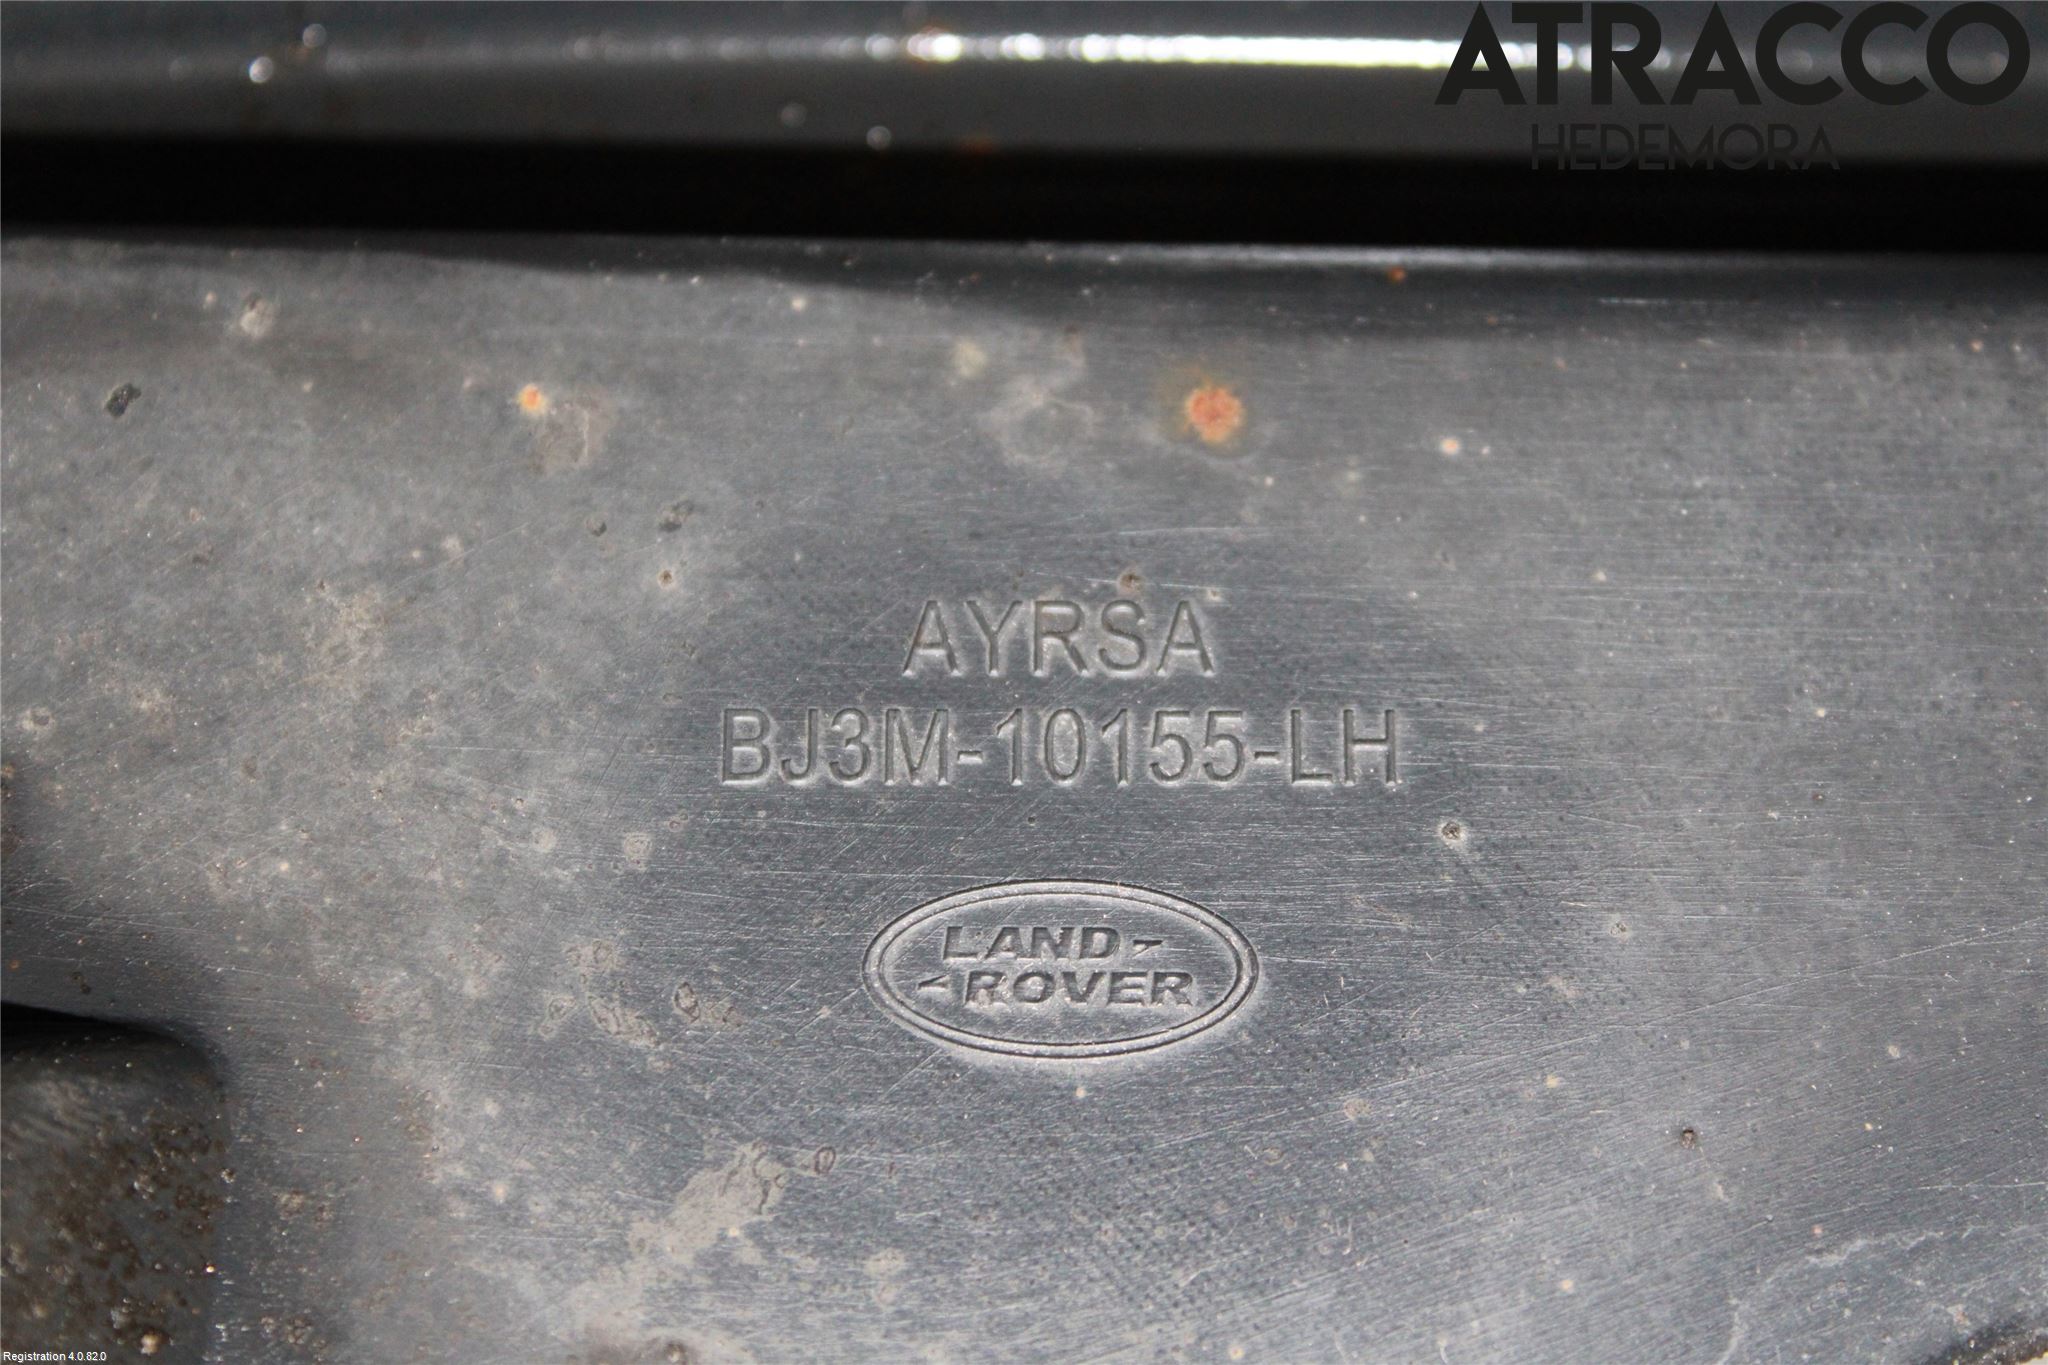 ATRACCO
HEDEMORA
AYRSA
BJ3M-10155-LH
LAND
ROVER
Registration 4.0.82.0